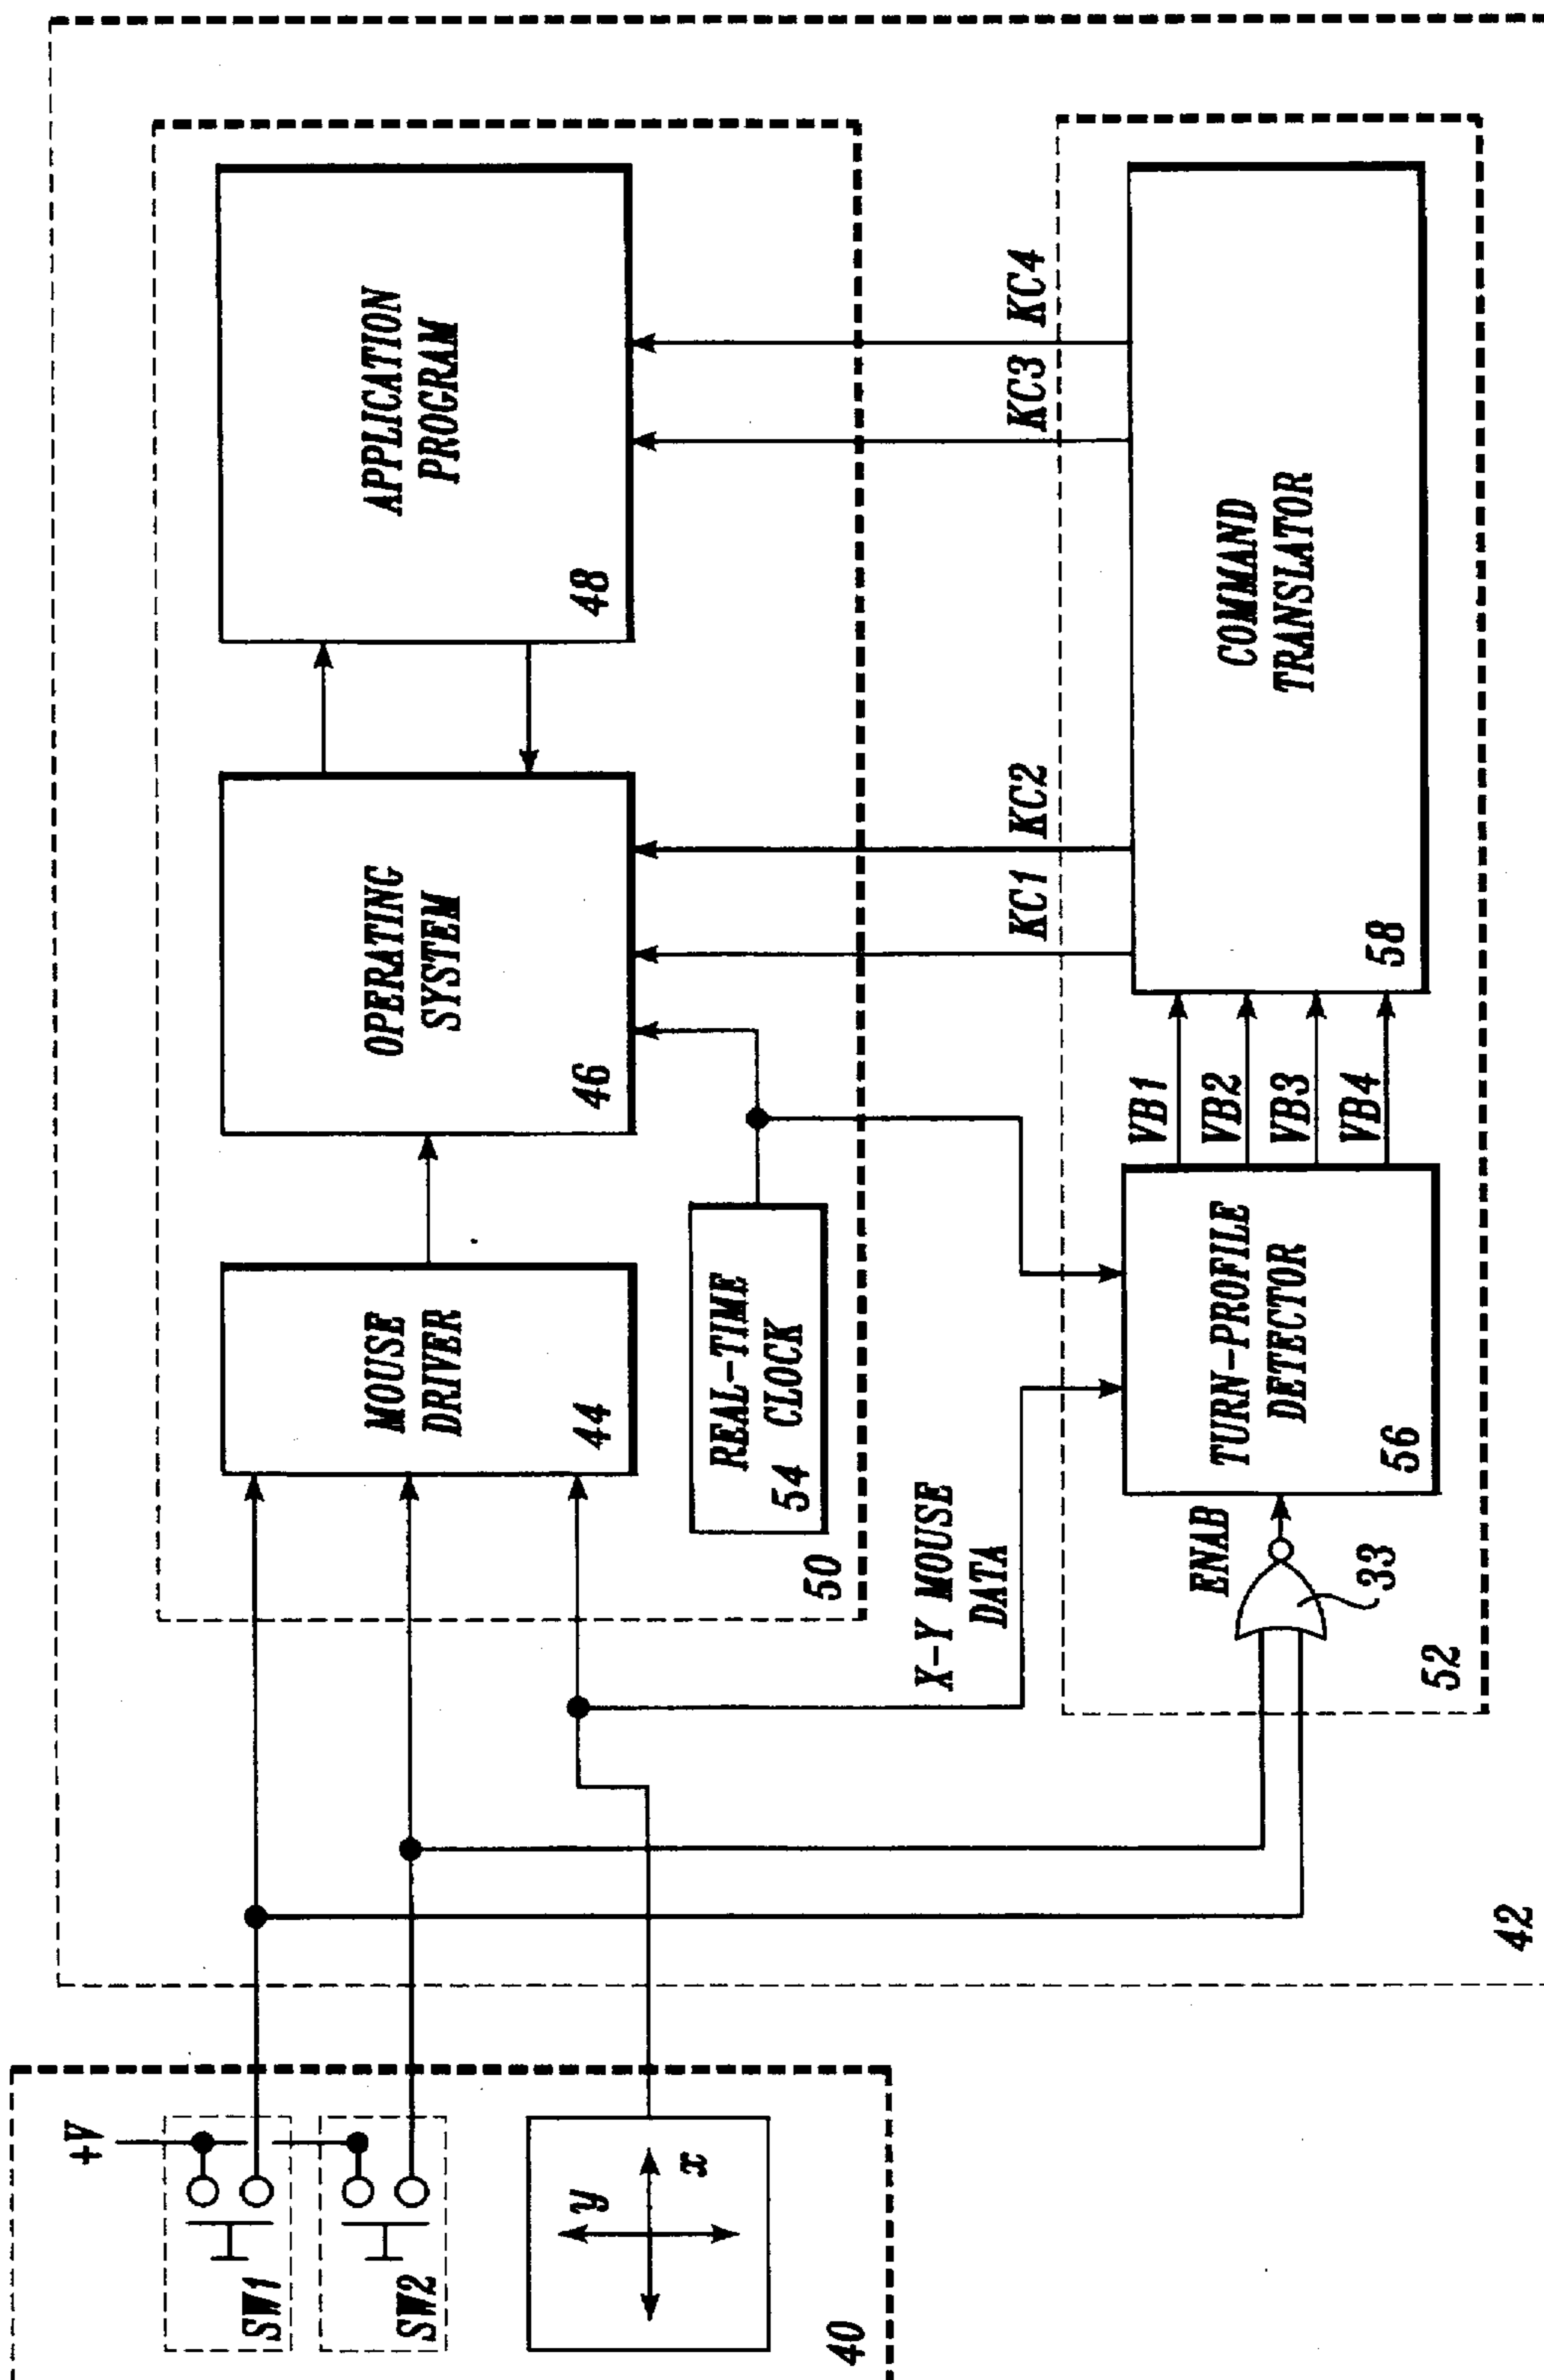 +V
SW1
SW2
y
x
40
42
MOUSE
DRIVER
44
OPERATING
SYSTEM
46
APPLICATION
PROGRAM
48
REAL-TIME
54 CLOCK
50
X-Y MOUSE
DATA
KC1 KC2
KC3 KC4
ENAB
33
TURN-PROFILE
DETECTOR
56
VB1
VB2
VB3
VB4
COMMAND
TRANSLATOR
58
52